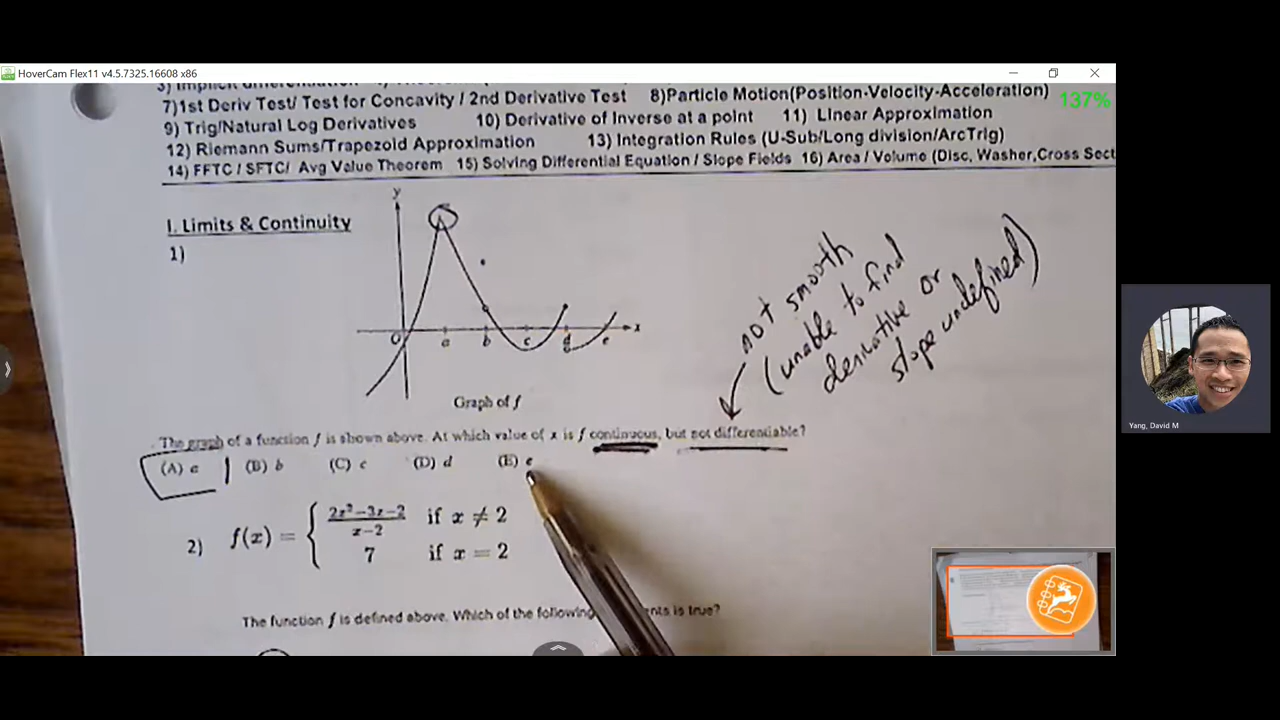 HoverCam Flex11 v4.5.7325.16608 x86
137%
3) Implicit differentiation
7)1st Deriv Test/ Test for Concavity / 2nd Derivative Test 8)Particle Motion(Position-Velocity-Acceleration)
9) Trig/Natural Log Derivatives 10) Derivative of Inverse at a point 11) Linear Approximation
12) Riemann Sums/Trapezoid Approximation 13) Integration Rules (U-Sub/Long division/ArcTrig)
14) FFTC / SFTC/ Avg Value Theorem 15) Solving Differential Equation / Slope Fields 16) Area / Volume (Disc, Washer,Cross Sect
I. Limits & Continuity
1)
y
O a b c d e x
Graph of f
not smooth
(unable to find
derivative or
slope undefined)
The graph of a function f is shown above. At which value of x is f continuous, but not differentiable?
(A) a (B) b (C) c (D) d (E) e
2) f(x) = { 2x²-3x-2 / x-2 if x ≠ 2
7 if x = 2
The function f is defined above. Which of the following ents is true?
Yang, David M